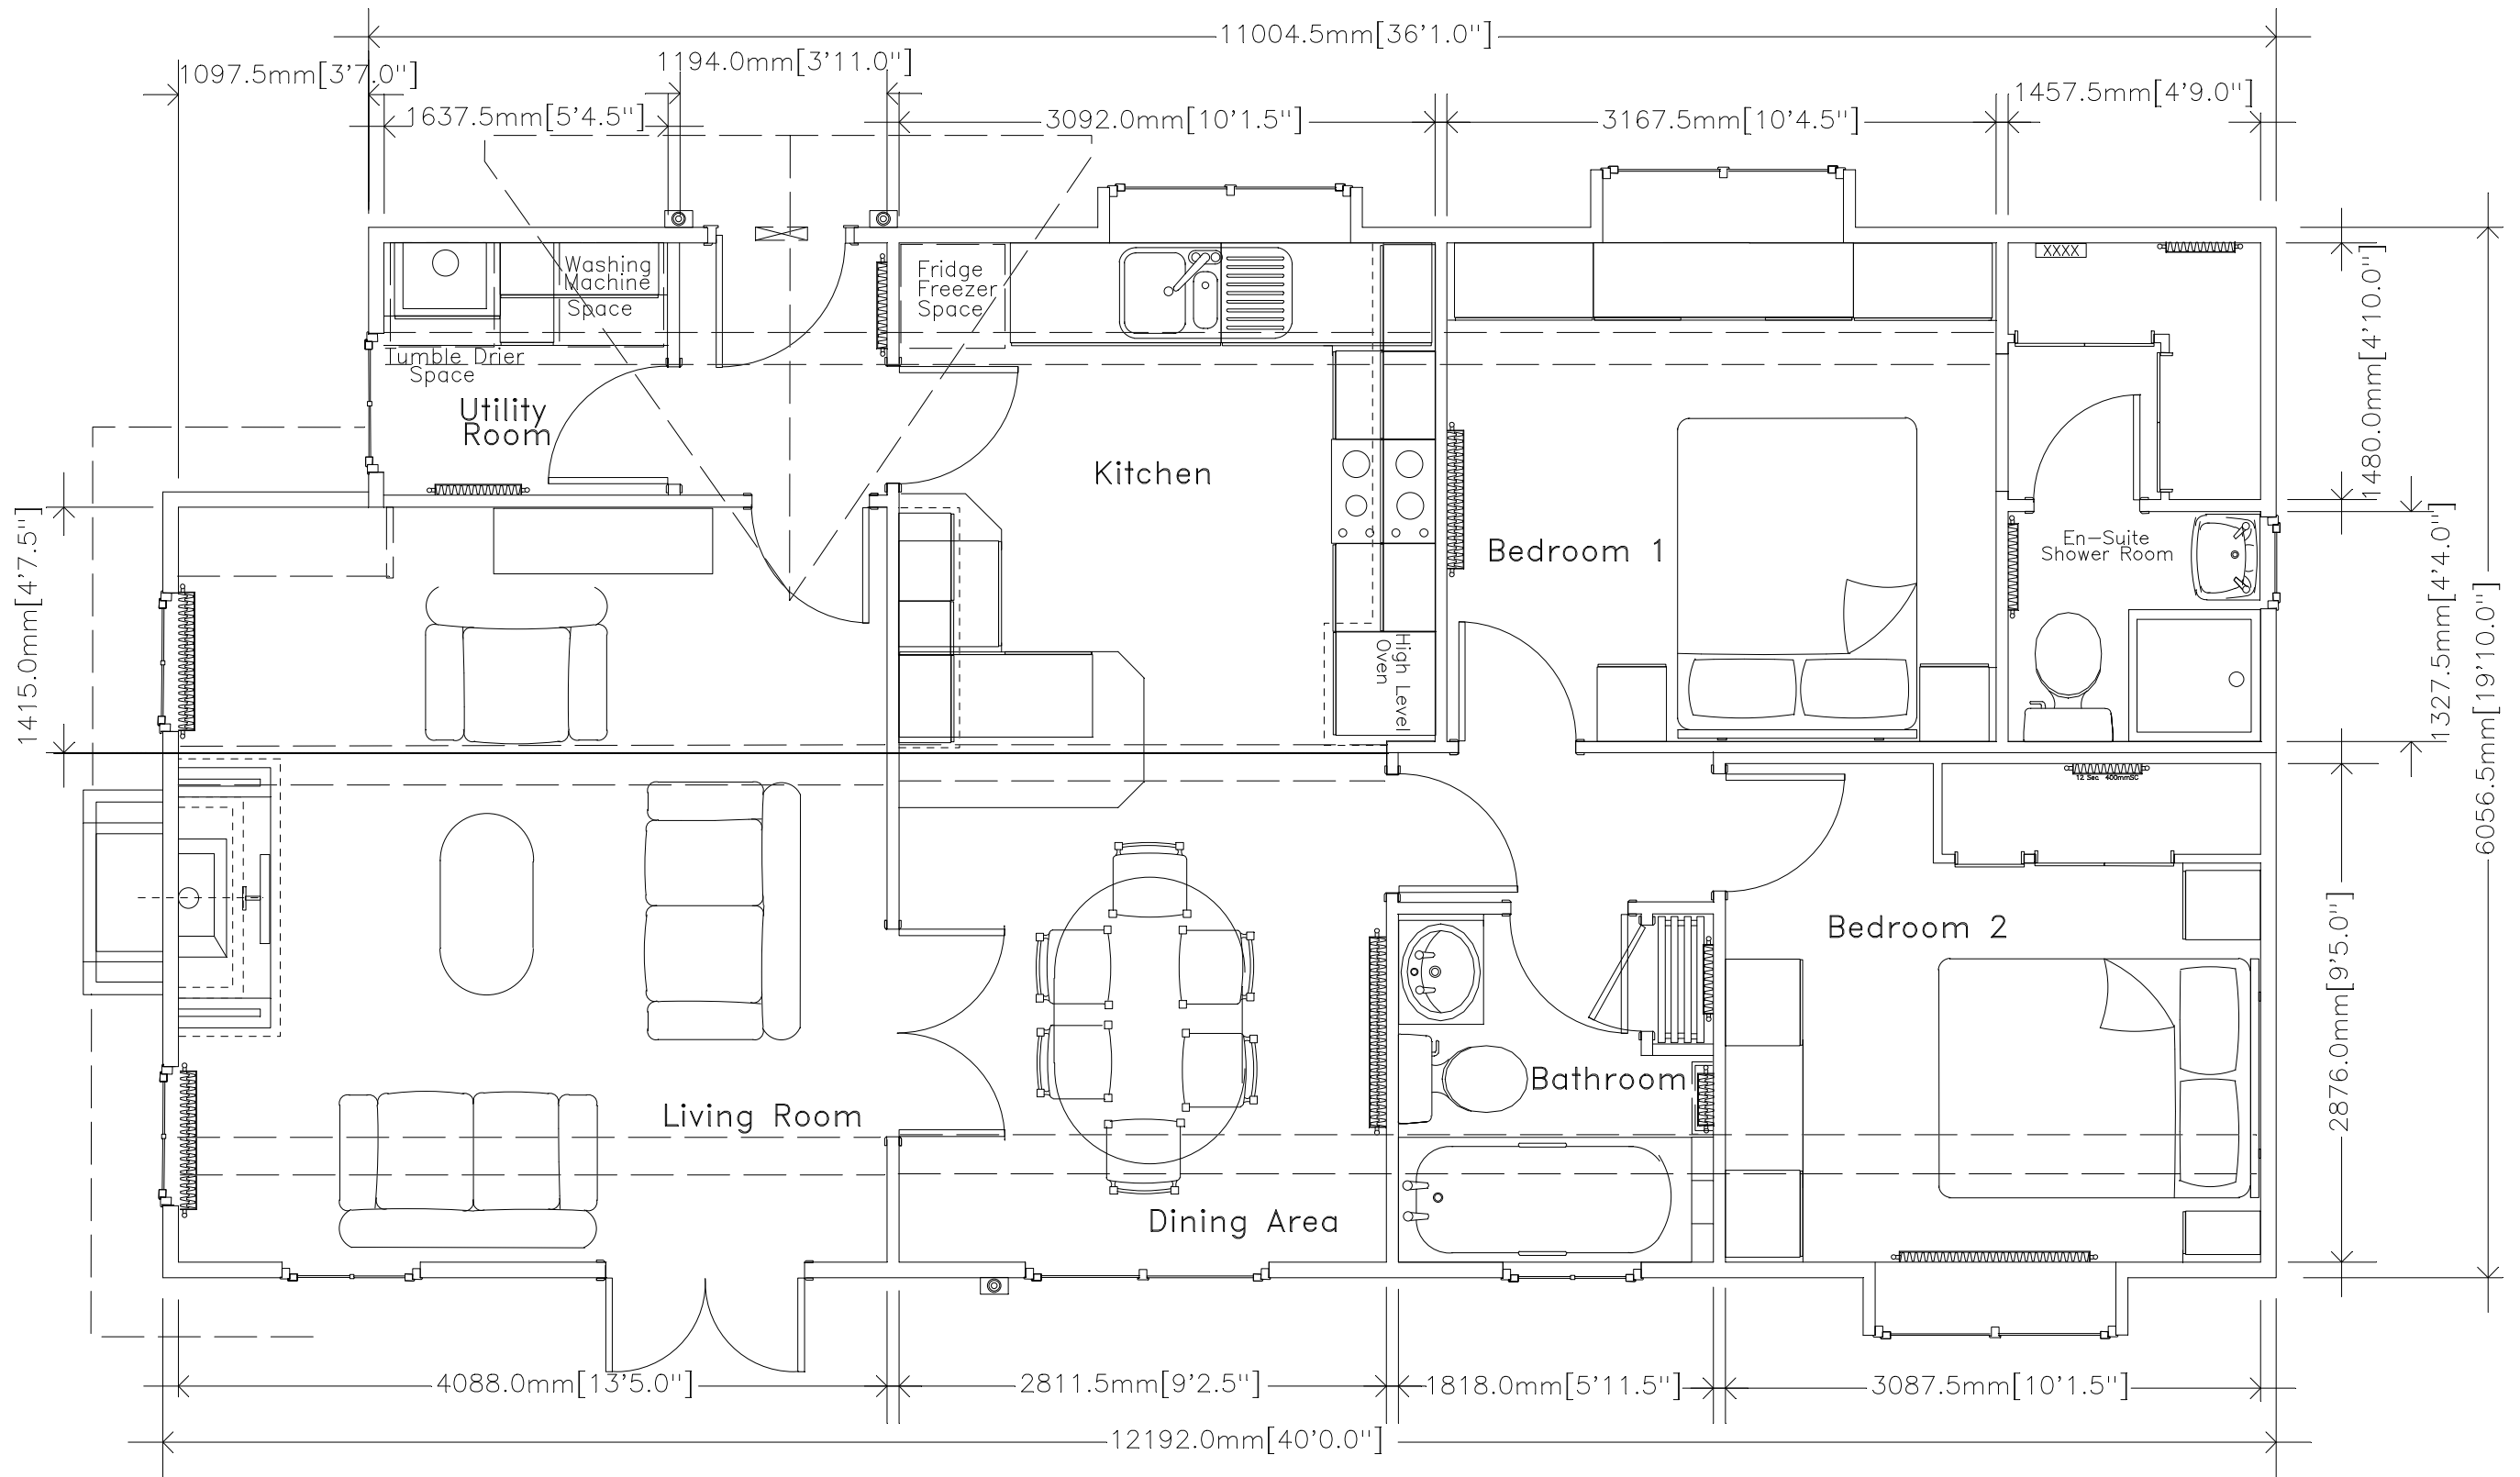 11004.5mm[36'1.0"]
1097.5mm[3'7.0"]
1194.0mm[3'11.0"]
1637.5mm[5'4.5"]
3092.0mm[10'1.5"]
3167.5mm[10'4.5"]
1457.5mm[4'9.0"]
Washing
Machine
Space
Fridge
Freezer
Space
XXXX
Tumble Drier
Space
Utility
Room
Kitchen
Bedroom 1
En-Suite
Shower Room
High Level
Oven
1480.0mm[4'10.0"]
1327.5mm[4'4.0"]
6056.5mm[19'10.0"]
1415.0mm[4'7.5"]
12 Sec 400mmSC
Bedroom 2
2876.0mm[9'5.0"]
Bathroom
Living Room
Dining Area
4088.0mm[13'5.0"]
2811.5mm[9'2.5"]
1818.0mm[5'11.5"]
3087.5mm[10'1.5"]
12192.0mm[40'0.0"]